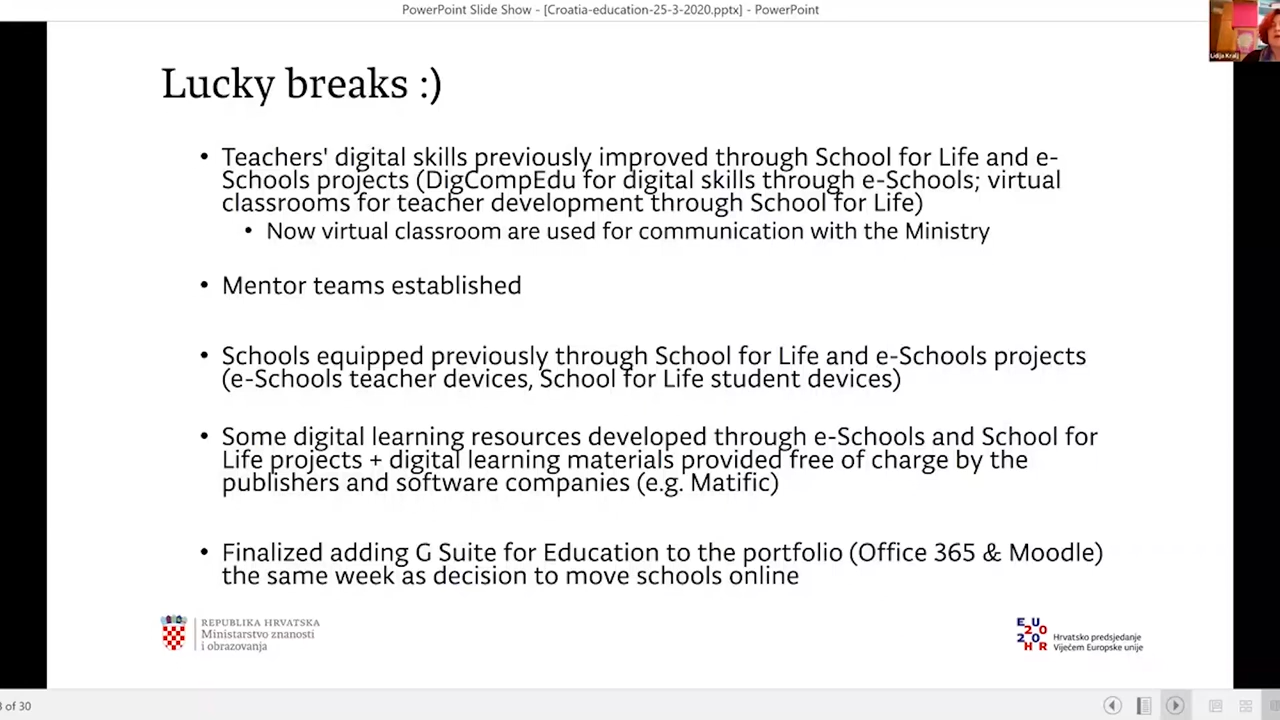 PowerPoint Slide Show - [Croatia-education-25-3-2020.pptx] - PowerPoint
Lidija Kralj
Lucky breaks :)
• Teachers' digital skills previously improved through School for Life and e-
Schools projects (DigCompEdu for digital skills through e-Schools; virtual
classrooms for teacher development through School for Life)
• Now virtual classroom are used for communication with the Ministry
• Mentor teams established
• Schools equipped previously through School for Life and e-Schools projects
(e-Schools teacher devices, School for Life student devices)
• Some digital learning resources developed through e-Schools and School for
Life projects + digital learning materials provided free of charge by the
publishers and software companies (e.g. Matific)
• Finalized adding G Suite for Education to the portfolio (Office 365 & Moodle)
the same week as decision to move schools online
REPUBLIKA HRVATSKA
Ministarstvo znanosti
i obrazovanja
EU
20
20
HR
Hrvatsko predsjedanje
Vijećem Europske unije
of 30